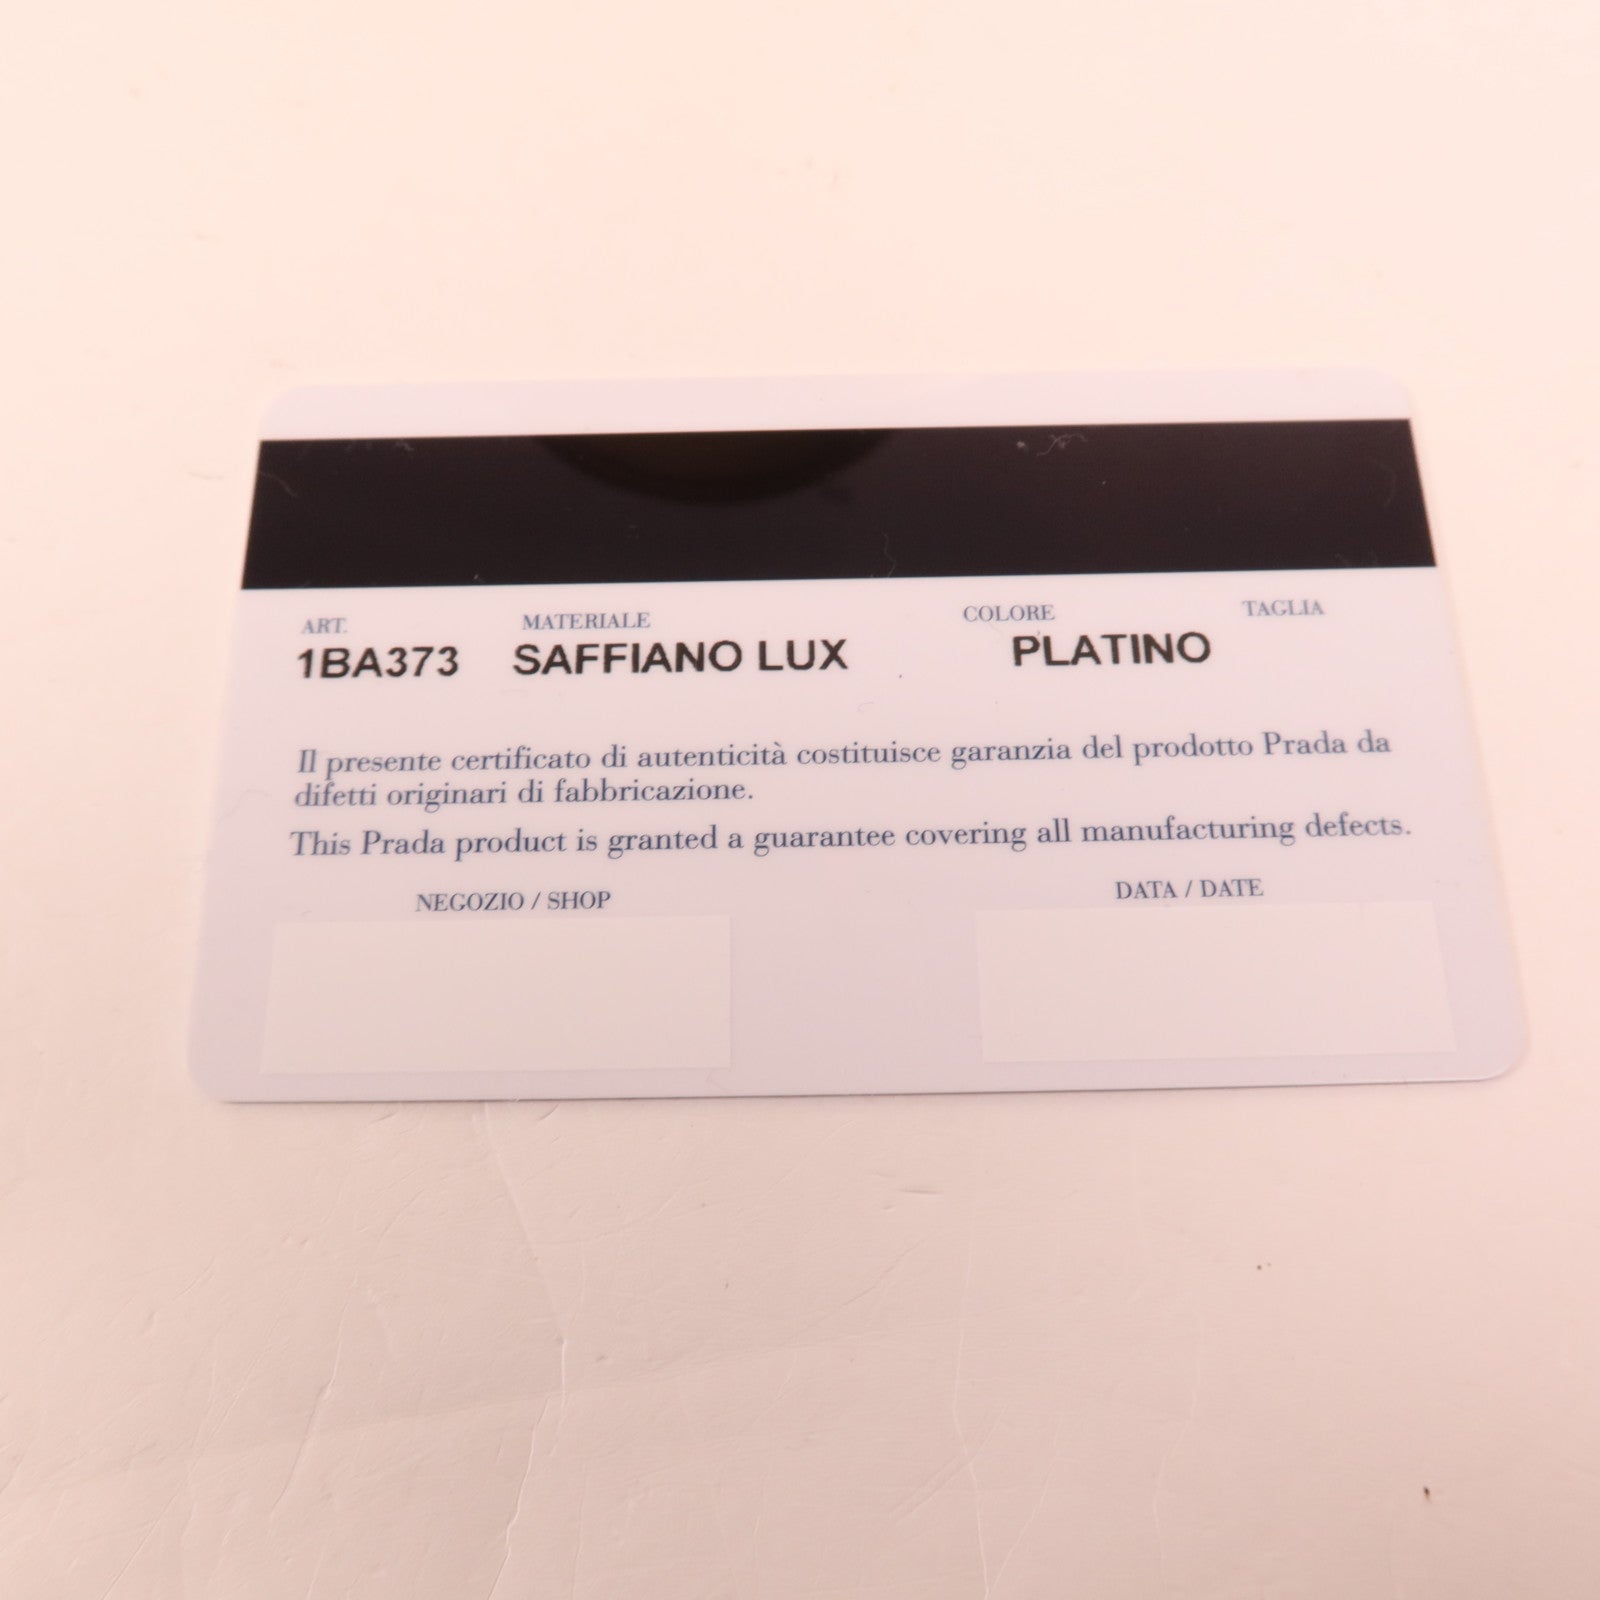 ART. MATERIALE COLORE TAGLIA
1BA373 SAFFIANO LUX PLATINO
Il presente certificato di autenticità costituisce garanzia del prodotto Prada da
difetti originari di fabbricazione.
This Prada product is granted a guarantee covering all manufacturing defects.
NEGOZIO / SHOP DATA / DATE